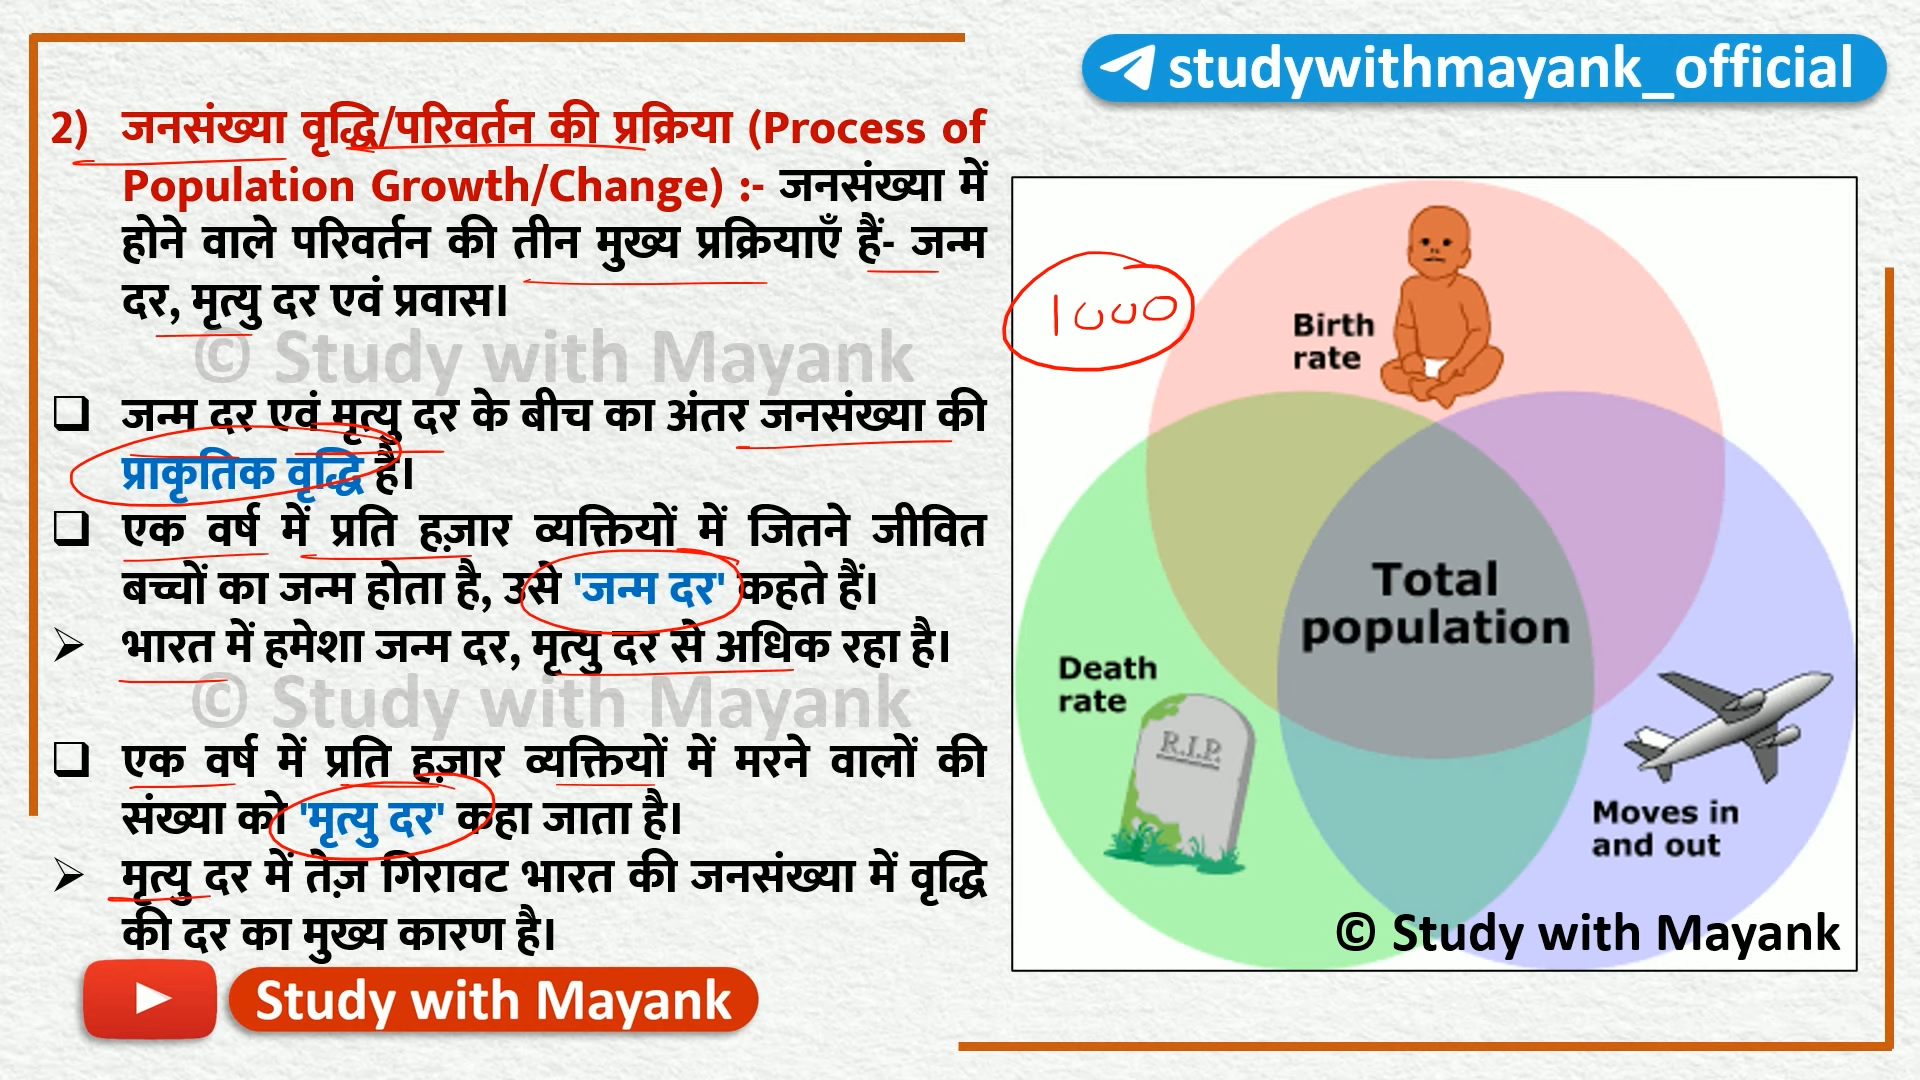 studywithmayank_official
2) जनसंख्या वृद्धि/परिवर्तन की प्रक्रिया (Process of
Population Growth/Change) :- जनसंख्या में
होने वाले परिवर्तन की तीन मुख्य प्रक्रियाएँ हैं- जन्म
दर, मृत्यु दर एवं प्रवास।
© Study with Mayank
❑ जन्म दर एवं मृत्यु दर के बीच का अंतर जनसंख्या की
प्राकृतिक वृद्धि है।
❑ एक वर्ष में प्रति हज़ार व्यक्तियों में जितने जीवित
बच्चों का जन्म होता है, उसे 'जन्म दर' कहते हैं।
➢ भारत में हमेशा जन्म दर, मृत्यु दर से अधिक रहा है।
© Study with Mayank
❑ एक वर्ष में प्रति हज़ार व्यक्तियों में मरने वालों की
संख्या को 'मृत्यु दर' कहा जाता है।
➢ मृत्यु दर में तेज़ गिरावट भारत की जनसंख्या में वृद्धि
की दर का मुख्य कारण है।
Study with Mayank
1000
Birth
rate
Total
population
Death
rate
R.I.P.
Moves in
and out
© Study with Mayank